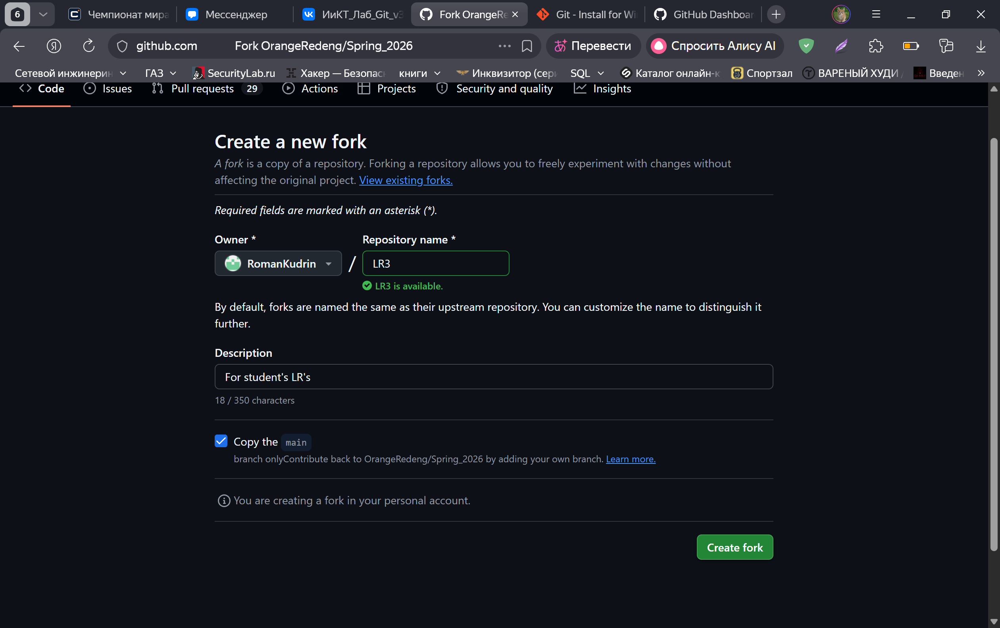 6
Чемпионат мира
Мессенджер
ИиКТ_Лаб_Git_v3
Fork OrangeRe
Git - Install for Wi
GitHub Dashboar
github.com
Fork OrangeRedeng/Spring_2026
Перевести
Спросить Алису AI
Сетевой инжинерин
ГАЗ
SecurityLab.ru
Хакер — Безопасн
книги
Инквизитор (сери
SQL
Каталог онлайн-к
Спортзал
ВАРЕНЫЙ ХУДИ /
Введен
Code
Issues
Pull requests 29
Actions
Projects
Security and quality
Insights
Create a new fork
A fork is a copy of a repository. Forking a repository allows you to freely experiment with changes without
affecting the original project. View existing forks.
Required fields are marked with an asterisk (*).
Owner *
Repository name *
RomanKudrin
/
LR3
LR3 is available.
By default, forks are named the same as their upstream repository. You can customize the name to distinguish it
further.
Description
For student's LR's
18 / 350 characters
Copy the main
branch onlyContribute back to OrangeRedeng/Spring_2026 by adding your own branch. Learn more.
You are creating a fork in your personal account.
Create fork